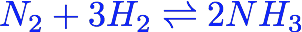 N₂ + 3H₂ ⇌ 2NH₃